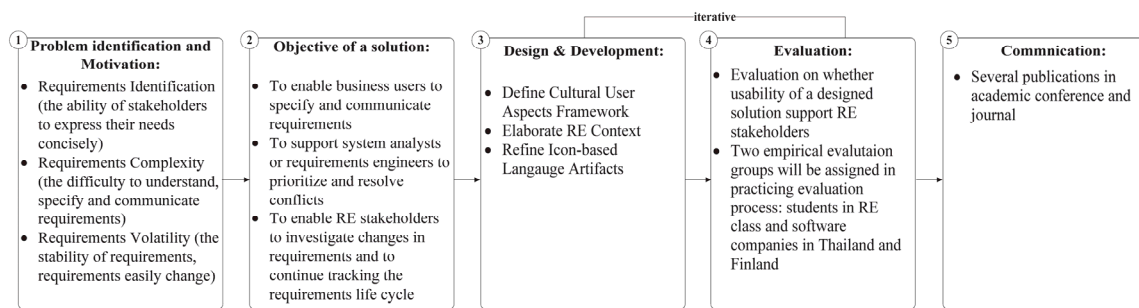 iterative
1
Problem identification and
Motivation:
● Requirements Identification
(the ability of stakeholders
to express their needs
concisely)
● Requirements Complexity
(the difficulty to understand,
specify and communicate
requirements)
● Requirements Volatility (the
stability of requirements,
requirements easily change)
2
Objective of a solution:
● To enable business users to
specify and communicate
requirements
● To support system analysts
or requirements engineers to
prioritize and resolve
conflicts
● To enable RE stakeholders
to investigate changes in
requirements and to
continue tracking the
requirements life cycle
3
Design & Development:
● Define Cultural User
Aspects Framework
● Elaborate RE Context
● Refine Icon-based
Langauge Artifacts
4
Evaluation:
● Evaluation on whether
usability of a designed
solution support RE
stakeholders
● Two empirical evalutaion
groups will be assigned in
practicing evaluation
process: students in RE
class and software
companies in Thailand and
Finland
5
Commnication:
● Several publications in
academic conference and
journal